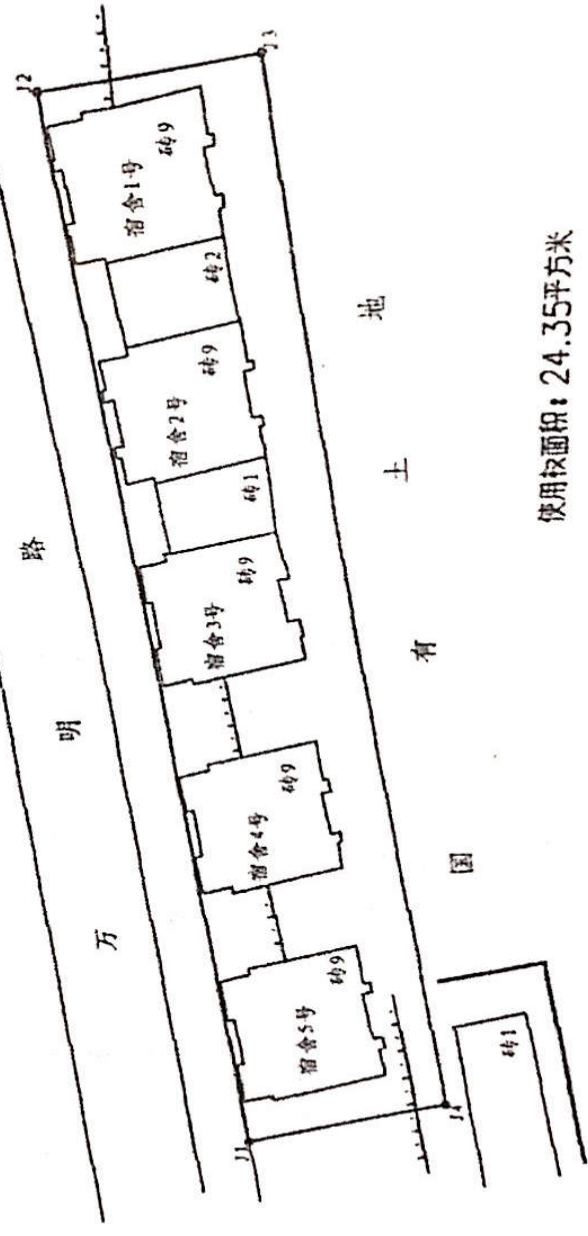 万明路
J1
J2
宿舍5号
砖9
宿舍4号
砖9
宿舍3号
砖9
砖1
宿舍2号
砖9
砖2
宿舍1号
砖9
J4
J3
砖1
国有土地
使用权面积：24.35平方米